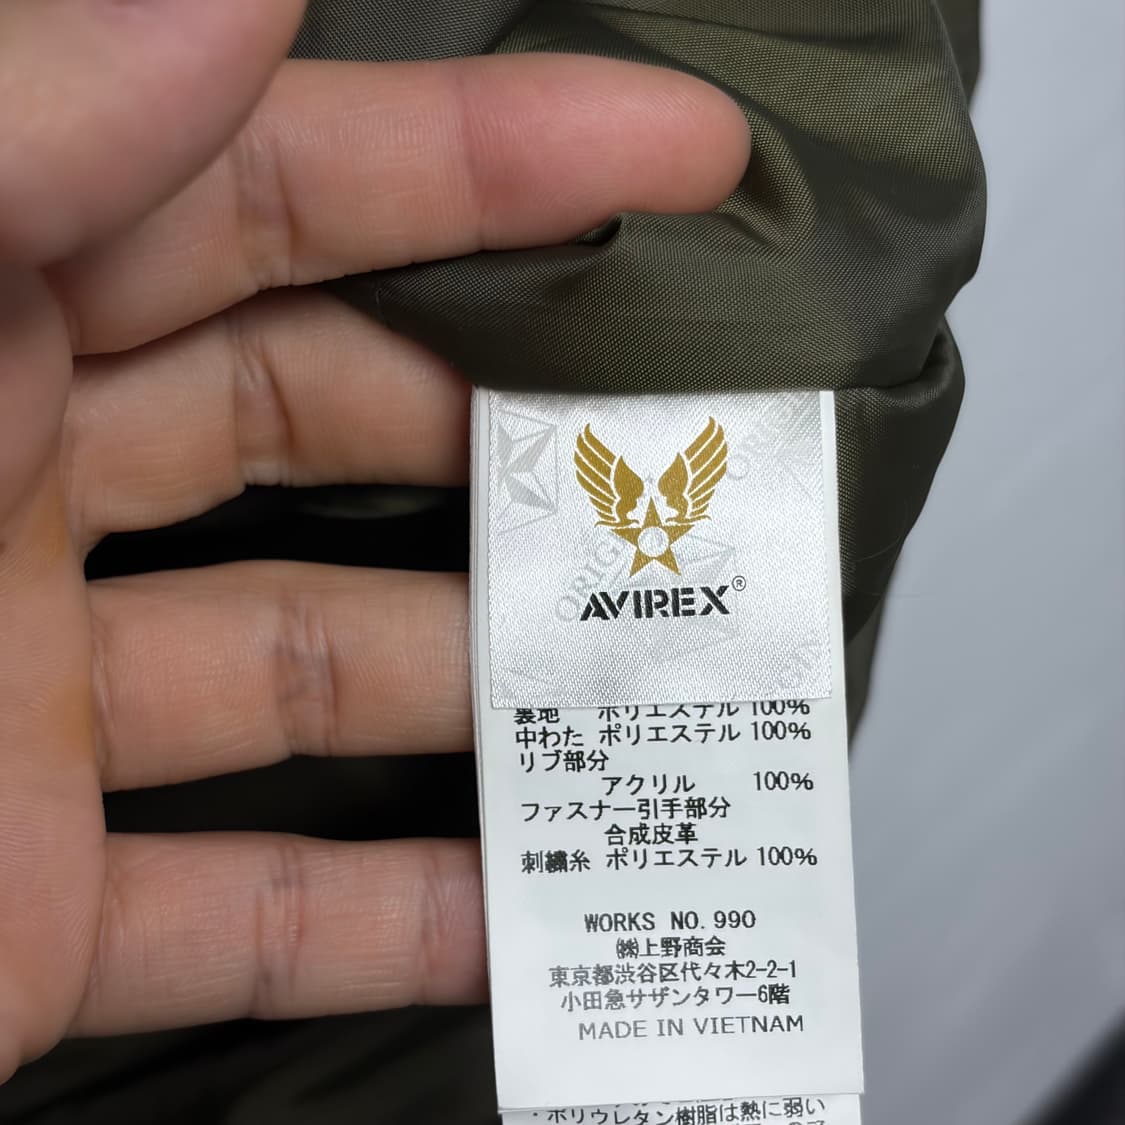 AVIREX®
裏地 ポリエステル 100%
中わた ポリエステル 100%
リブ部分
アクリル 100%
ファスナー引手部分
合成皮革
刺繍糸 ポリエステル 100%
WORKS NO. 990
㈱上野商会
東京都渋谷区代々木2-2-1
小田急サザンタワー6階
MADE IN VIETNAM
・ポリウレタン樹脂は熱に弱い